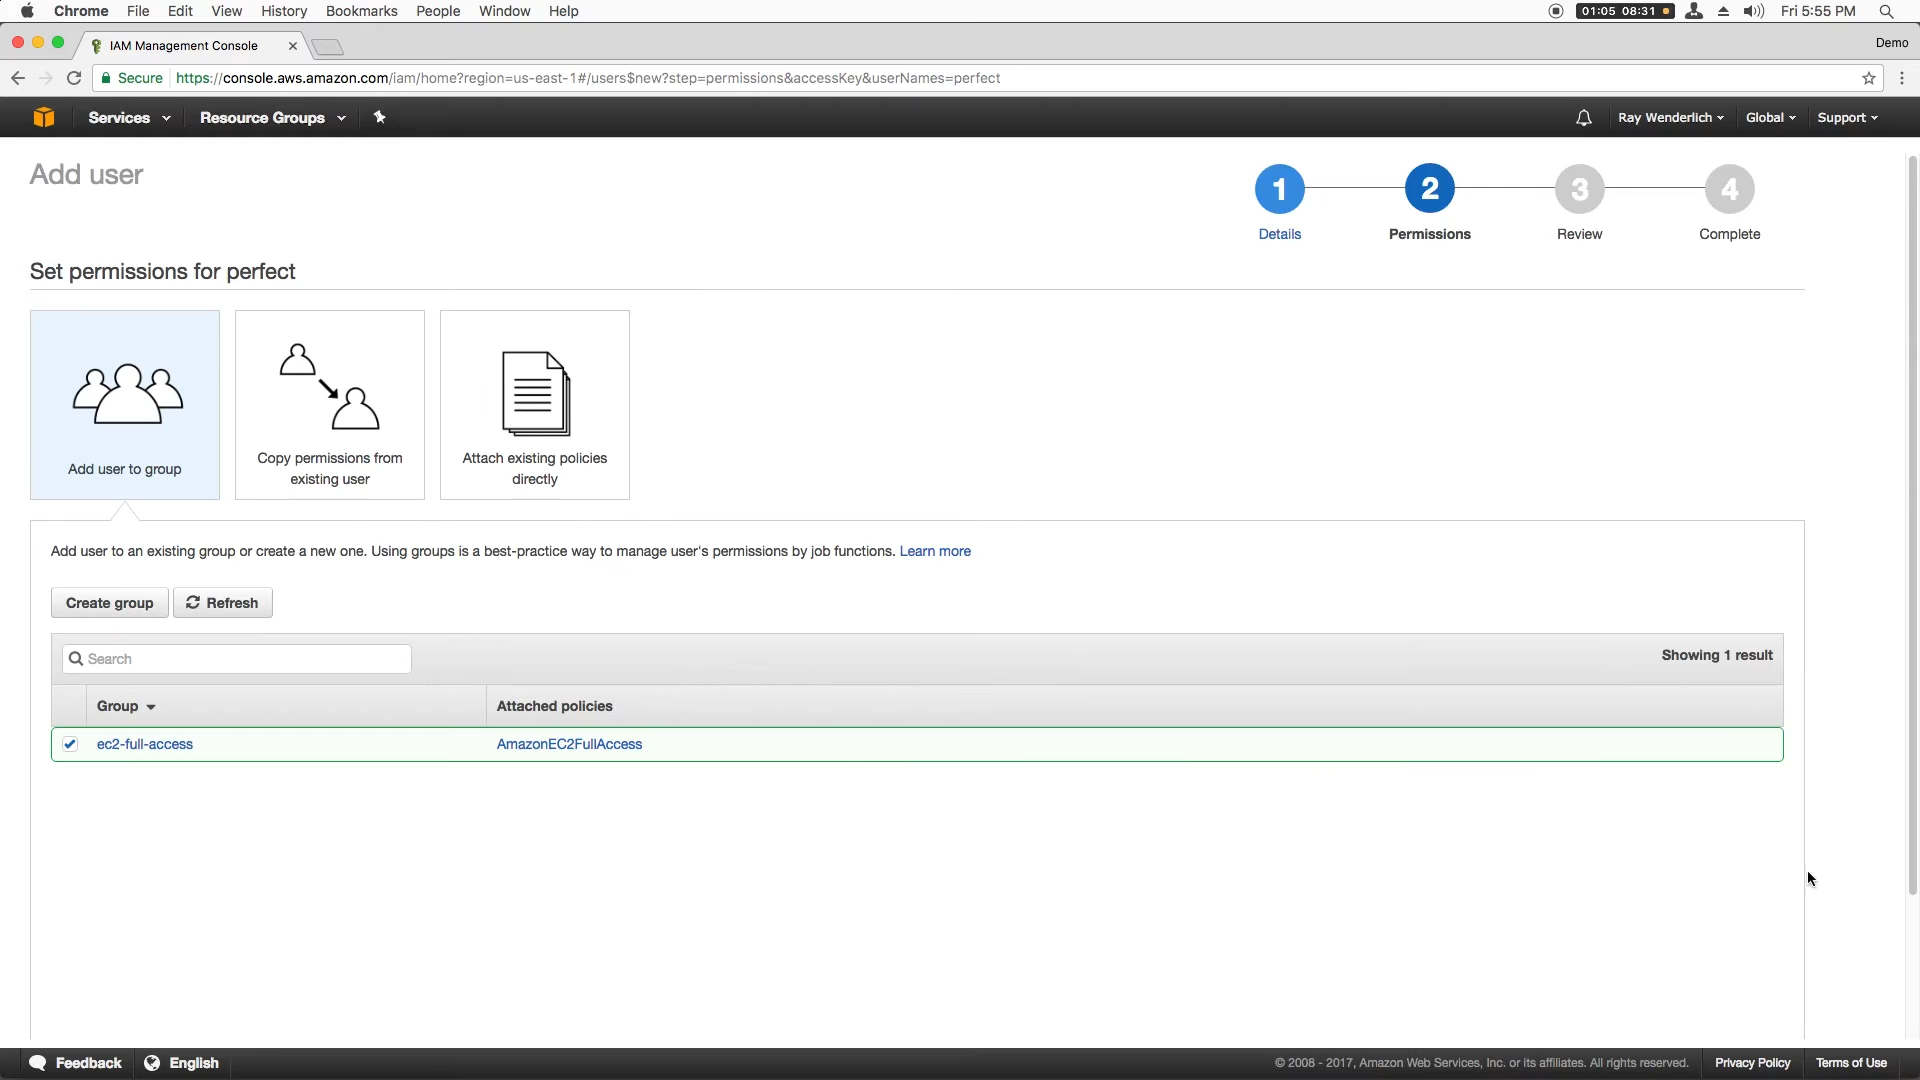 Chrome File Edit View History Bookmarks People Window Help 01:05 08:31 Fri 5:55 PM
IAM Management Console Demo
Secure https://console.aws.amazon.com/iam/home?region=us-east-1#/users$new?step=permissions&accessKey&userNames=perfect
Services Resource Groups Ray Wenderlich Global Support
Add user
1 2 3 4
Details Permissions Review Complete
Set permissions for perfect
Add user to group
Copy permissions from
existing user
Attach existing policies
directly
Add user to an existing group or create a new one. Using groups is a best-practice way to manage user's permissions by job functions. Learn more
Create group Refresh
Search Showing 1 result
Group Attached policies
ec2-full-access AmazonEC2FullAccess
Feedback English © 2008 - 2017, Amazon Web Services, Inc. or its affiliates. All rights reserved. Privacy Policy Terms of Use